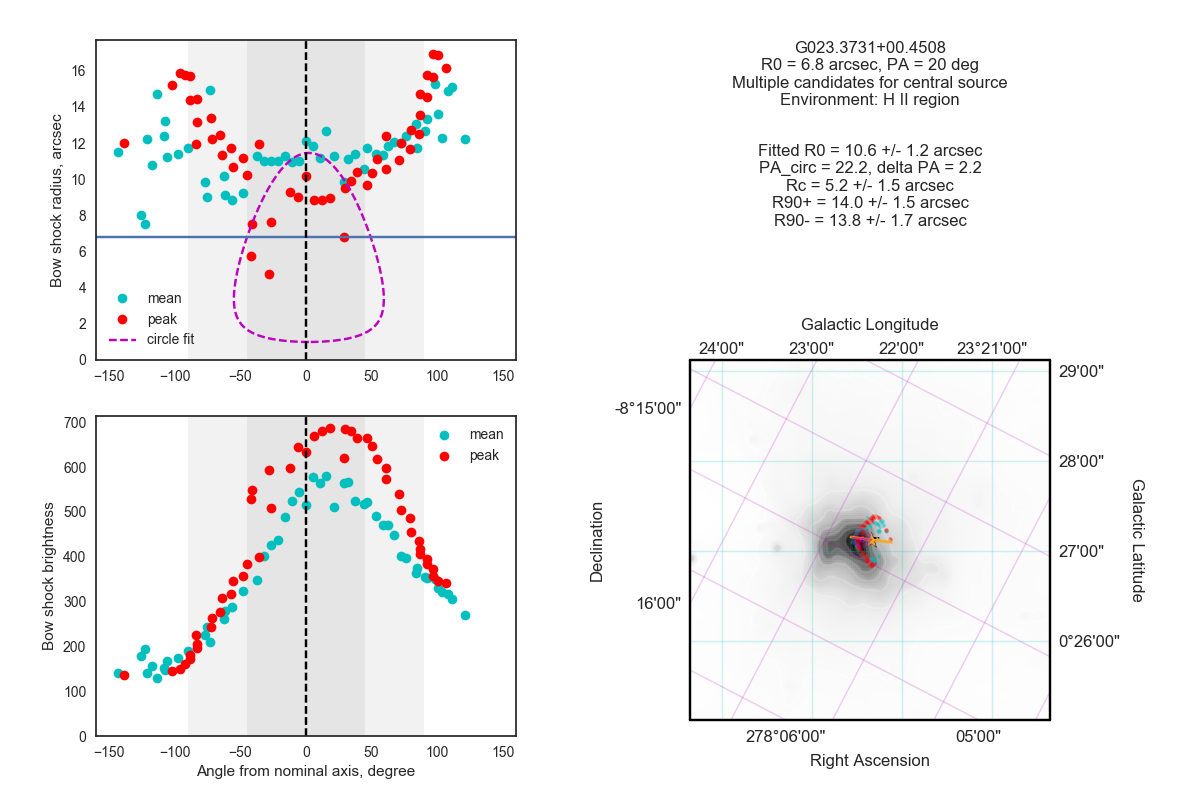 G023.3731+00.4508
R0 = 6.8 arcsec, PA = 20 deg
Multiple candidates for central source
Environment: H II region
Fitted R0 = 10.6 +/- 1.2 arcsec
PA_circ = 22.2, delta PA = 2.2
Rc = 5.2 +/- 1.5 arcsec
R90+ = 14.0 +/- 1.5 arcsec
R90- = 13.8 +/- 1.7 arcsec
Bow shock radius, arcsec
16
14
12
10
8
6
4
2
0
mean
peak
circle fit
−150
−100
−50
0
50
100
150
Bow shock brightness
700
600
500
400
300
200
100
0
mean
peak
−150
−100
−50
0
50
100
150
Angle from nominal axis, degree
Galactic Longitude
24'00"
23'00"
22'00"
23°21'00"
29'00"
28'00"
27'00"
0°26'00"
Galactic Latitude
-8°15'00"
16'00"
Declination
278°06'00"
05'00"
Right Ascension